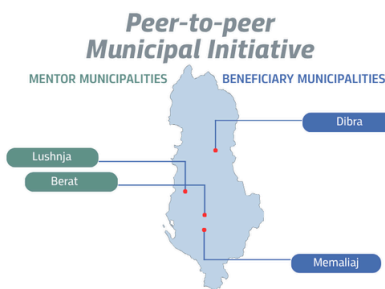 Peer-to-peer
Municipal Initiative
MENTOR MUNICIPALITIES
BENEFICIARY MUNICIPALITIES
Dibra
Lushnja
Berat
Memaliaj